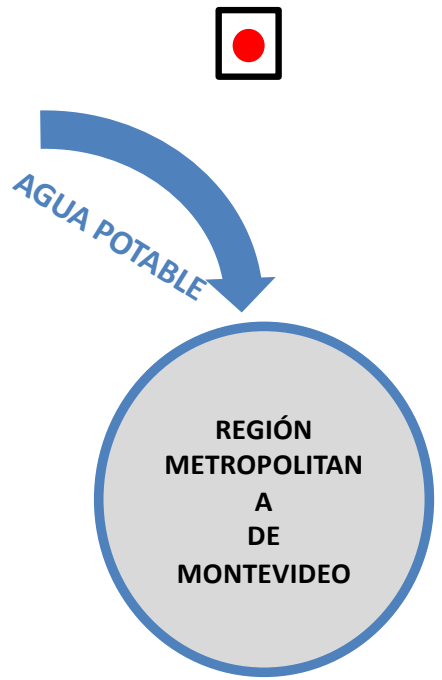 AGUA POTABLE
REGIÓN
METROPOLITAN
A
DE
MONTEVIDEO